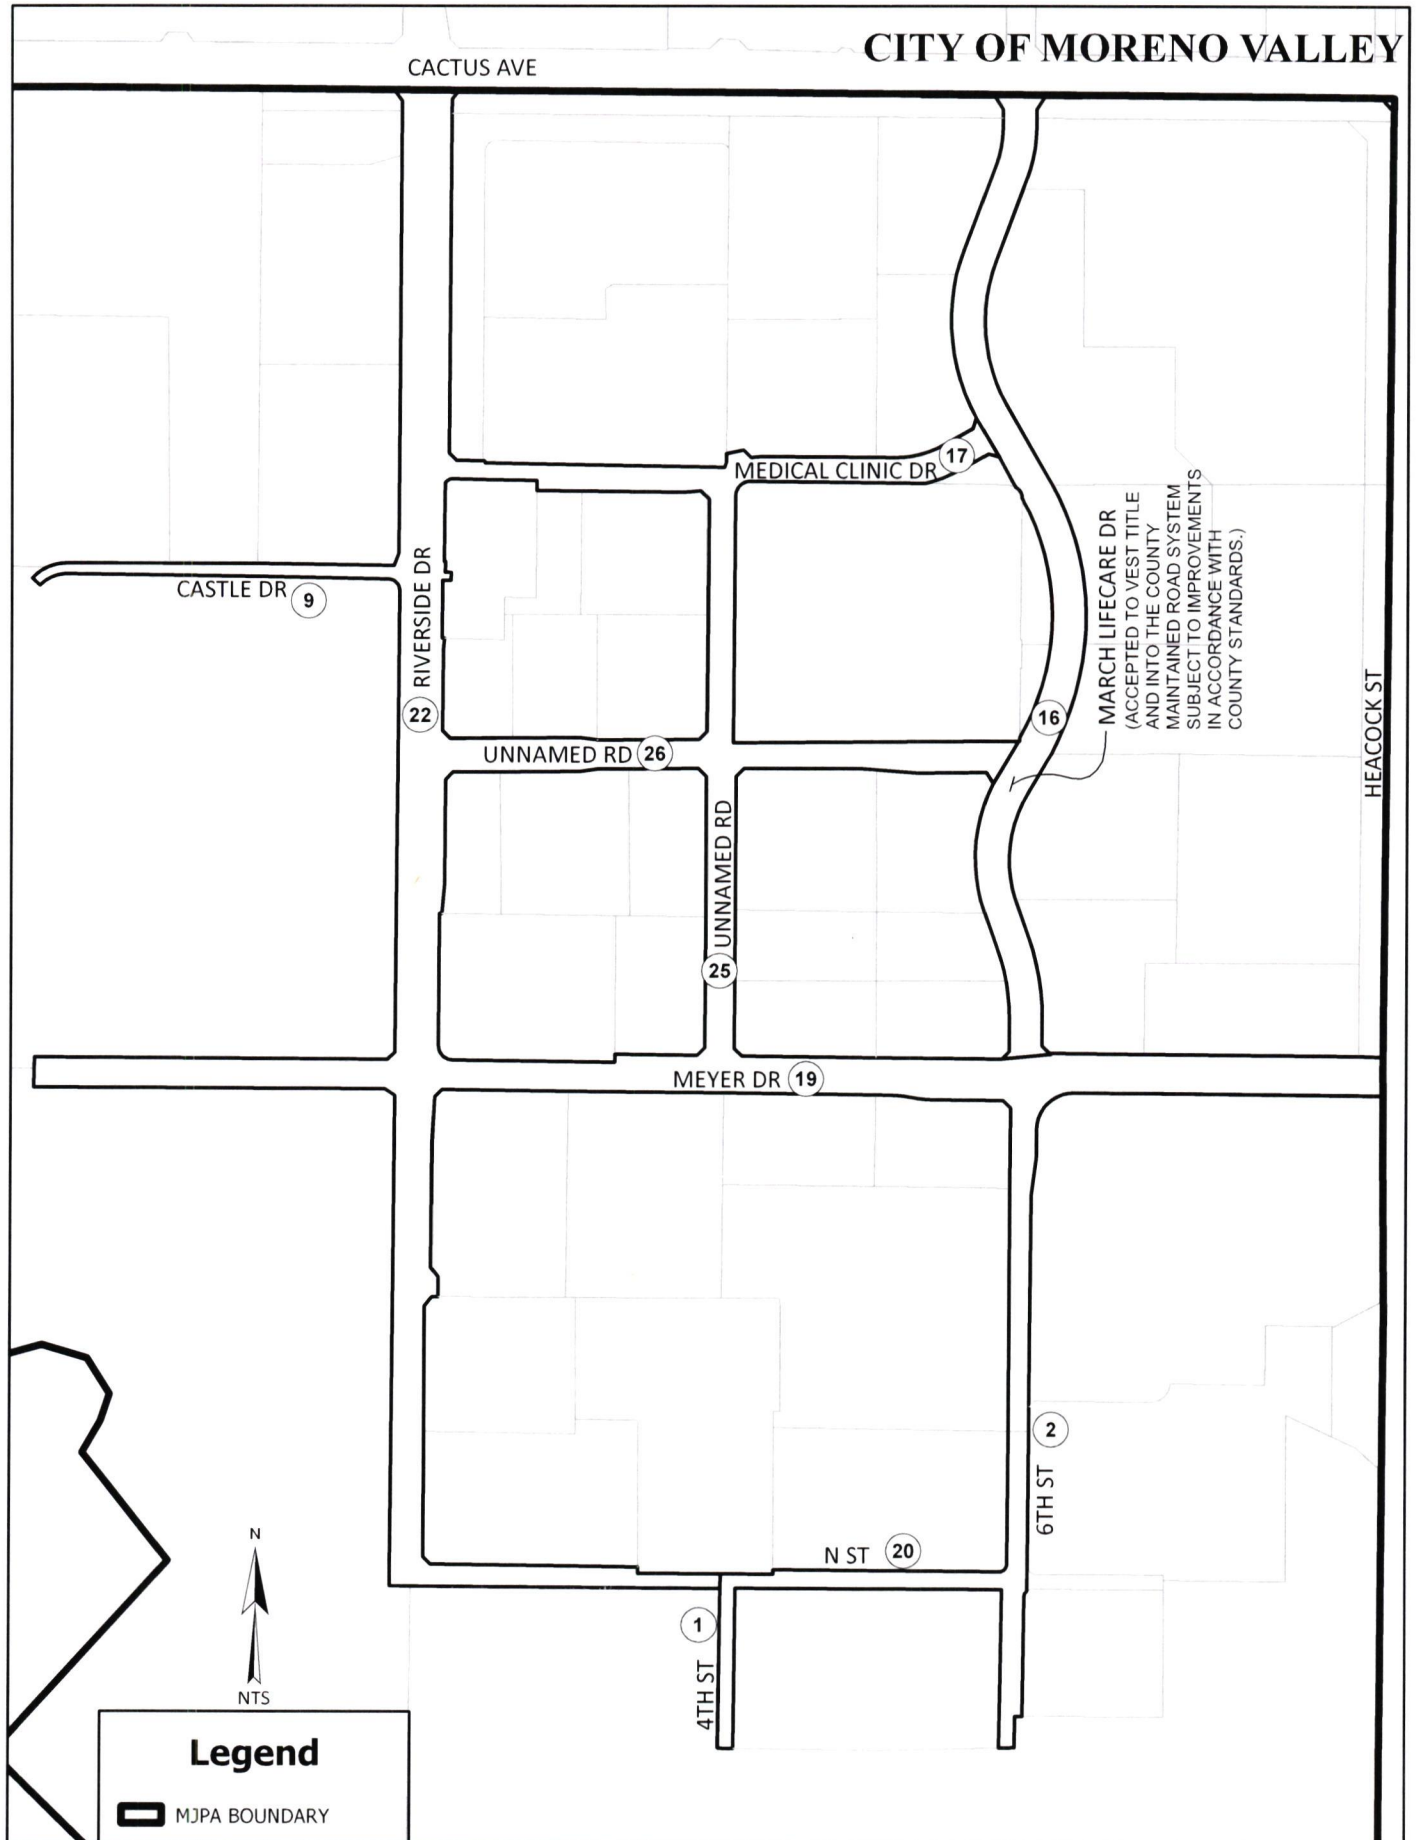 CITY OF MORENO VALLEY
CACTUS AVE
17
MEDICAL CLINIC DR
MARCH LIFECARE DR
(ACCEPTED TO VEST TITLE
AND INTO THE COUNTY
MAINTAINED ROAD SYSTEM
SUBJECT TO IMPROVEMENTS
IN ACCORDANCE WITH
COUNTY STANDARDS.)
CASTLE DR
9
RIVERSIDE DR
22
16
HEACOCK ST
UNNAMED RD 26
UNNAMED RD
25
MEYER DR 19
2
6TH ST
N ST 20
N
NTS
1
4TH ST
Legend
MJPA BOUNDARY